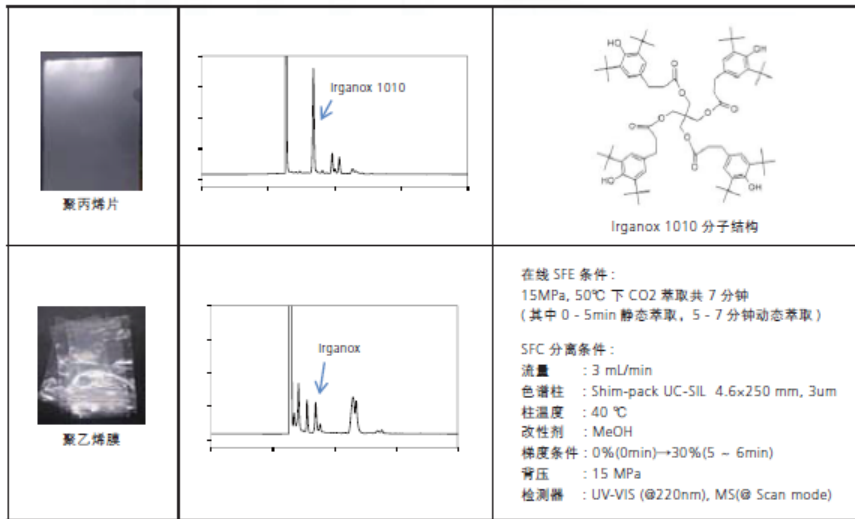 Irganox 1010
聚丙烯片
HO
OH
O
O
O
O
O
O
O
O
HO
OH
Irganox 1010 分子结构
Irganox
聚乙烯膜
在线 SFE 条件：
15MPa, 50℃ 下 CO2 萃取共 7 分钟
( 其中 0 - 5min 静态萃取，5 - 7 分钟动态萃取 )
SFC 分离条件：
流量 : 3 mL/min
色谱柱 : Shim-pack UC-SIL 4.6×250 mm, 3um
柱温度 : 40 ℃
改性剂 : MeOH
梯度条件 : 0%(0min)→30%(5 ~ 6min)
背压 : 15 MPa
检测器 : UV-VIS (@220nm), MS(@ Scan mode)